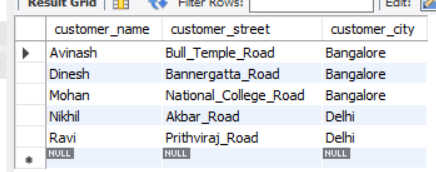 Result Grid Filter Rows: Edit:
customer_name customer_street customer_city
Avinash Bull_Temple_Road Bangalore
Dinesh Bannergatta_Road Bangalore
Mohan National_College_Road Bangalore
Nikhil Akbar_Road Delhi
Ravi Prithviraj_Road Delhi
NULL NULL NULL